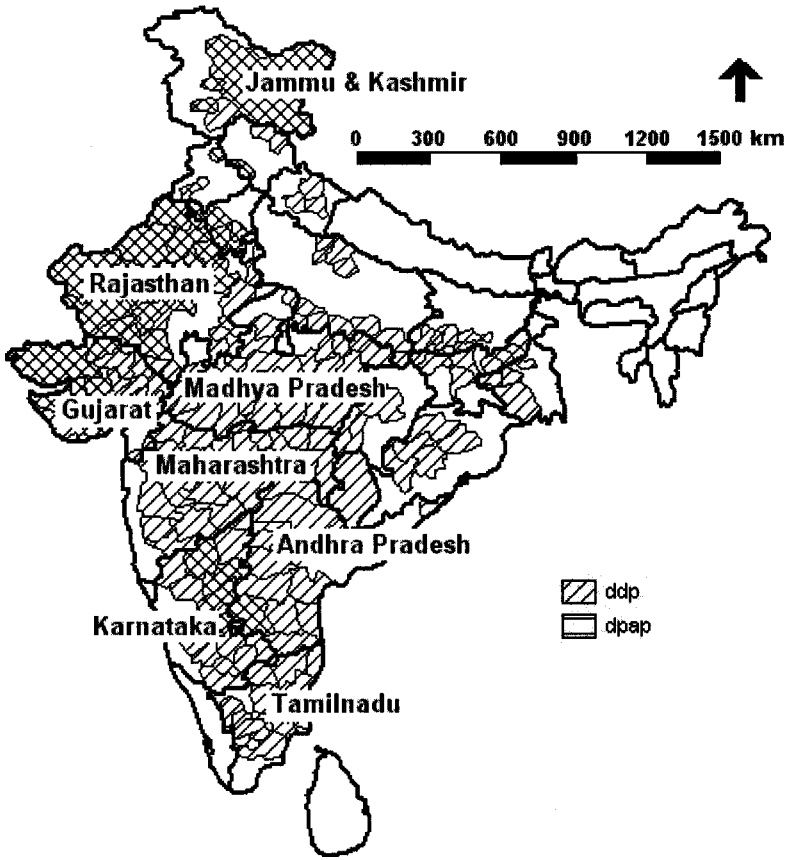 Jammu & Kashmir
0 300 600 900 1200 1500 km
Rajasthan
Madhya Pradesh
Gujarat
Maharashtra
Andhra Pradesh
ddp
Karnataka
dpap
Tamilnadu